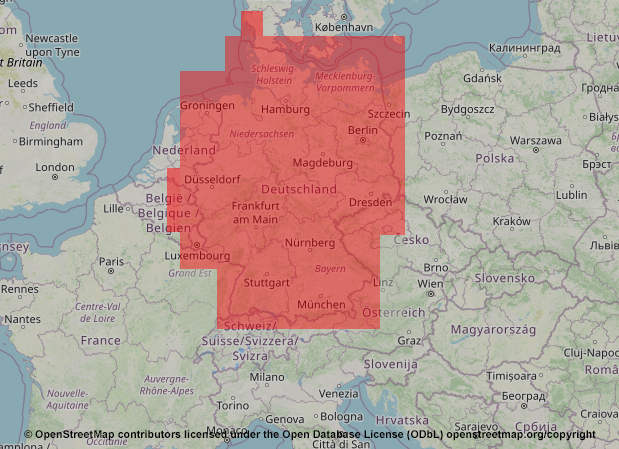 København
Newcastle
upon Tyne
t Britain
Leeds
Sheffield
England
Birmingham
London
Калининград
Lietu
Gdańsk
Гродна
Schleswig-
Holstein
Mecklenburg-
Vorpommern
Groningen
Hamburg
Szczecin
Bydgoszcz
Białys
Niedersachsen
Berlin
Poznań
Warszawa
Nederland
Magdeburg
Polska
Брэст
Düsseldorf
Deutschland
België
Belgique /
Belgien
Lille
Frankfurt
am Main
Dresden
Wrocław
Lublin
Kraków
Львів
rnsey
Luxembourg
Nürnberg
Česko
Paris
Grand Est
Bayern
Brno
Slovensko
Rennes
Stuttgart
Linz
Wien
München
Centre-Val
de Loire
Nantes
France
Schweiz/
Suisse/Svizzera/
Svizra
Österreich
Graz
Magyarország
Cluj-Napoc
Româ
Slovenija
Auvergne-
Rhône-Alpes
Nouvelle-
Aquitaine
Milano
Venezia
Timișoara
Београд
Torino
Genova
Bologna
Hrvatska
Craiova
Monaco
Occitanie
Città di San
Sarajevo
Србија
© OpenStreetMap contributors licensed under the Open Database License (ODbL) openstreetmap.org/copyright